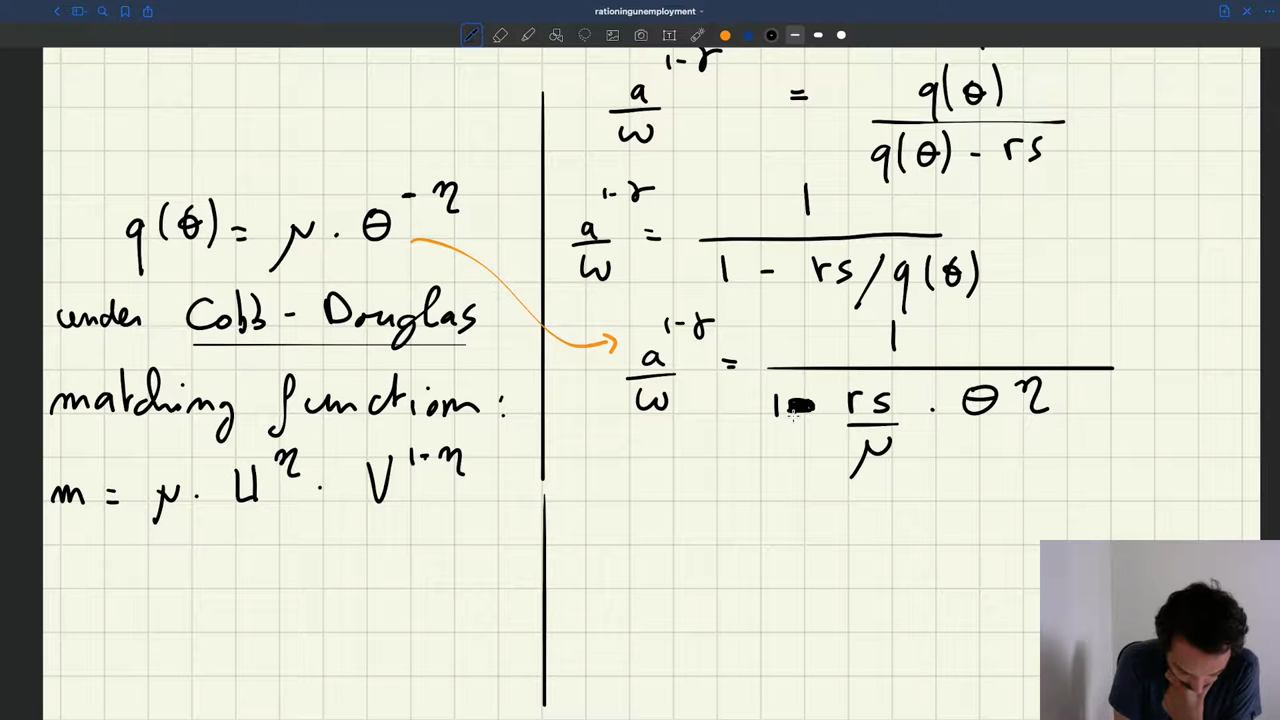 rationingunemployment
a^{1-γ}/ω = q(θ)/(q(θ) - rs)
a^{1-γ}/ω = 1/(1 - rs/q(θ))
q(θ) = μ · θ^{-η}
under Cobb - Douglas
a^{1-γ}/ω = 1/(1 - rs/μ · θ^η)
matching function :
m = μ · U^η · V^{1-η}